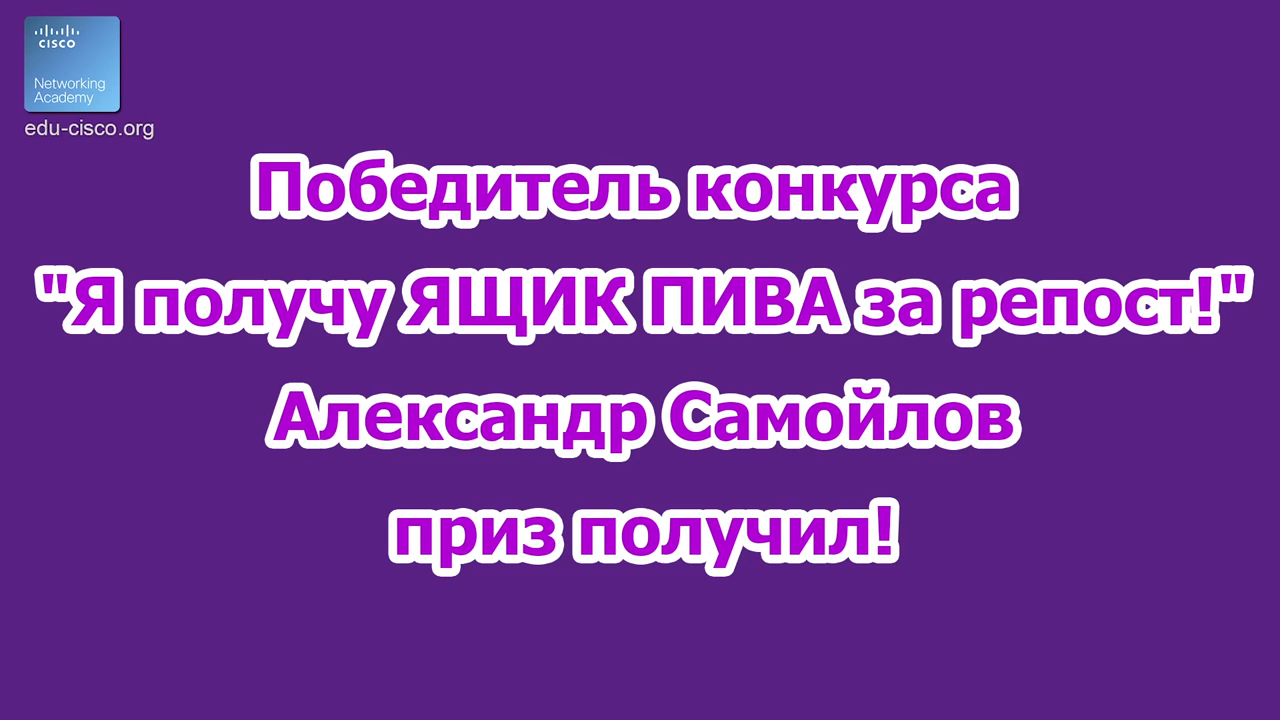 cisco
Networking
Academy
edu-cisco.org
Победитель конкурса
"Я получу ЯЩИК ПИВА за репост!"
Александр Самойлов
приз получил!